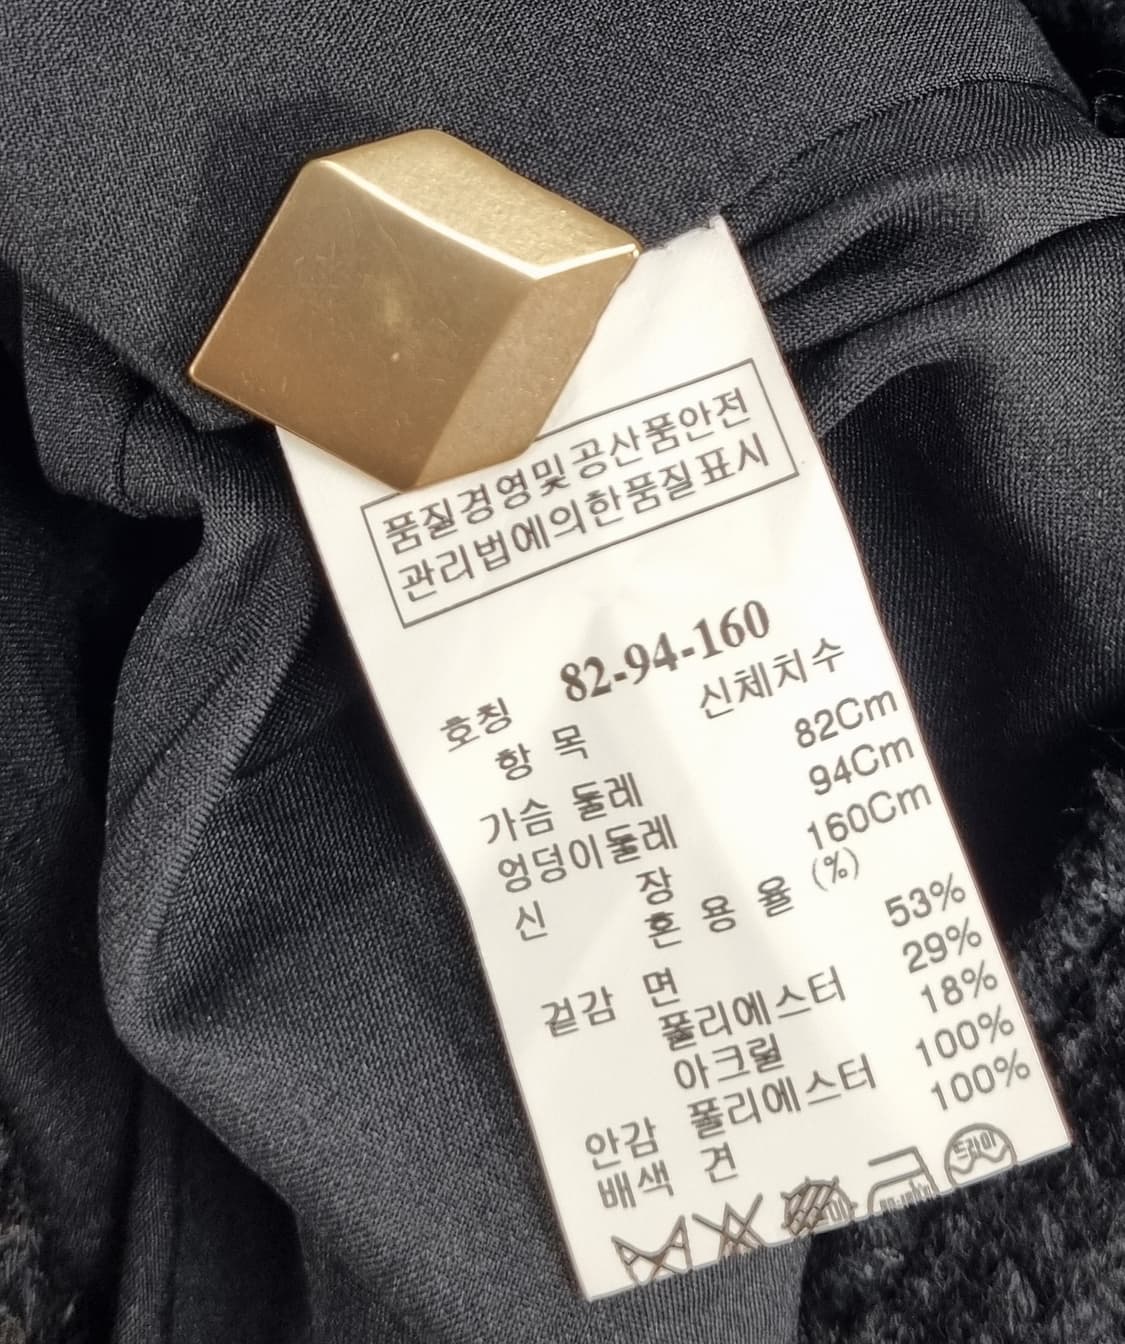 품질경영및공산품안전
관리법에의한품질표시
호칭 82-94-160
항 목 신체치수
가슴 둘레 82Cm
엉덩이둘레 94Cm
신 장 160Cm
혼 용 율 (%)
겉감 면 53%
폴리에스터 29%
아크릴 18%
안감 폴리에스터 100%
배색 견 100%
드라이